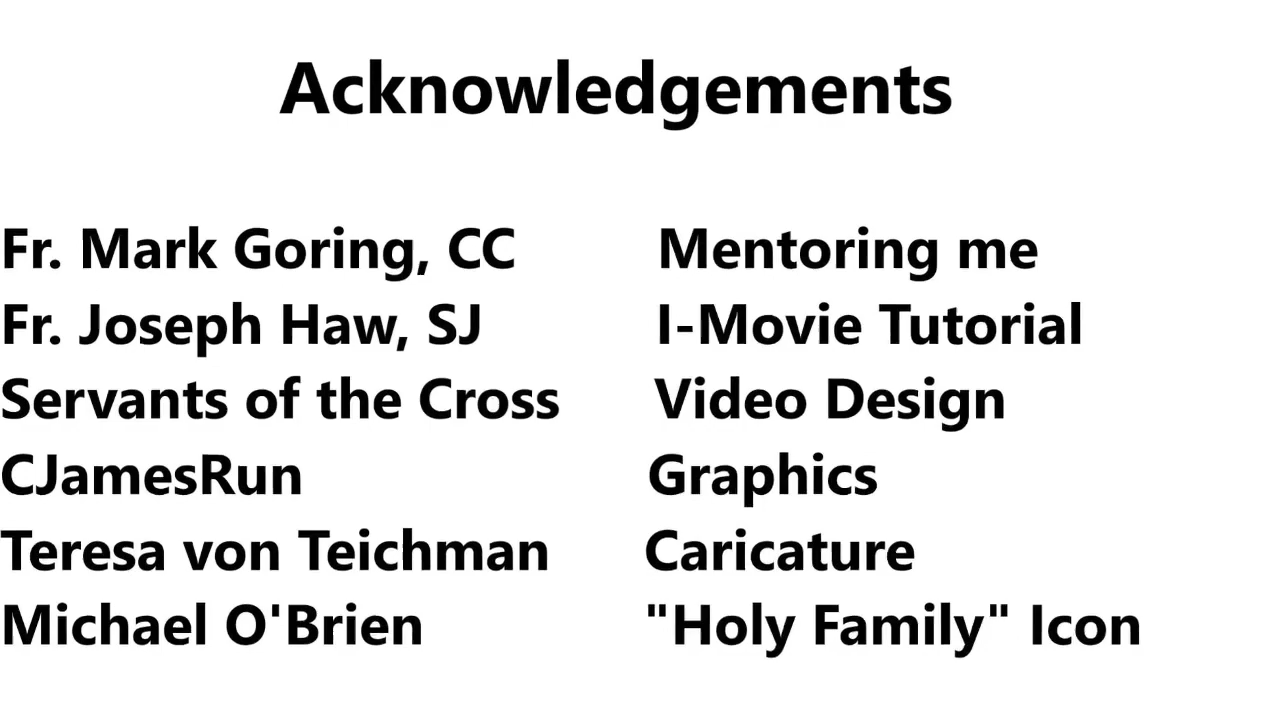 Acknowledgements
Fr. Mark Goring, CC Mentoring me
Fr. Joseph Haw, SJ I-Movie Tutorial
Servants of the Cross Video Design
CJamesRun Graphics
Teresa von Teichman Caricature
Michael O'Brien "Holy Family" Icon